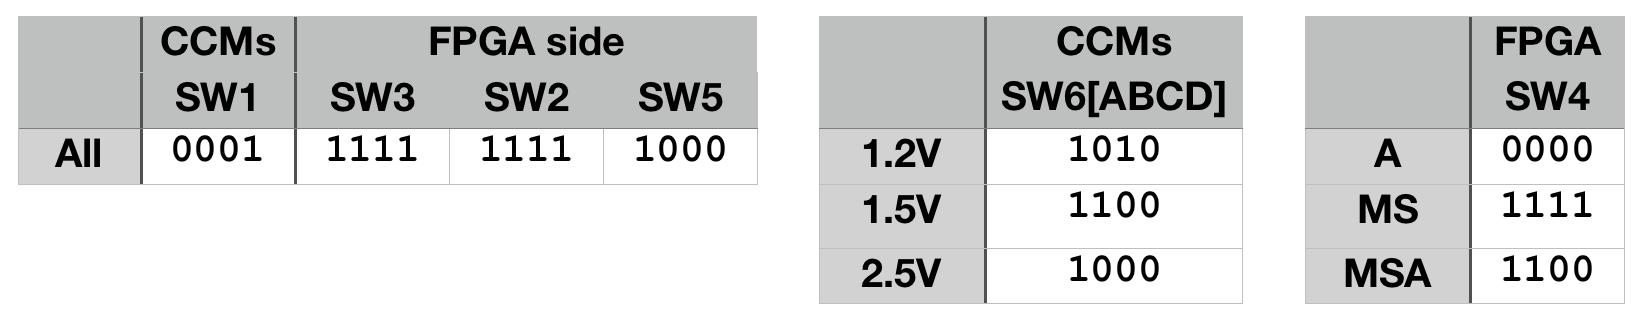 CCMs FPGA side
SW1 SW3 SW2 SW5
All 0001 1111 1111 1000
CCMs
SW6[ABCD]
1.2V 1010
1.5V 1100
2.5V 1000
FPGA
SW4
A 0000
MS 1111
MSA 1100